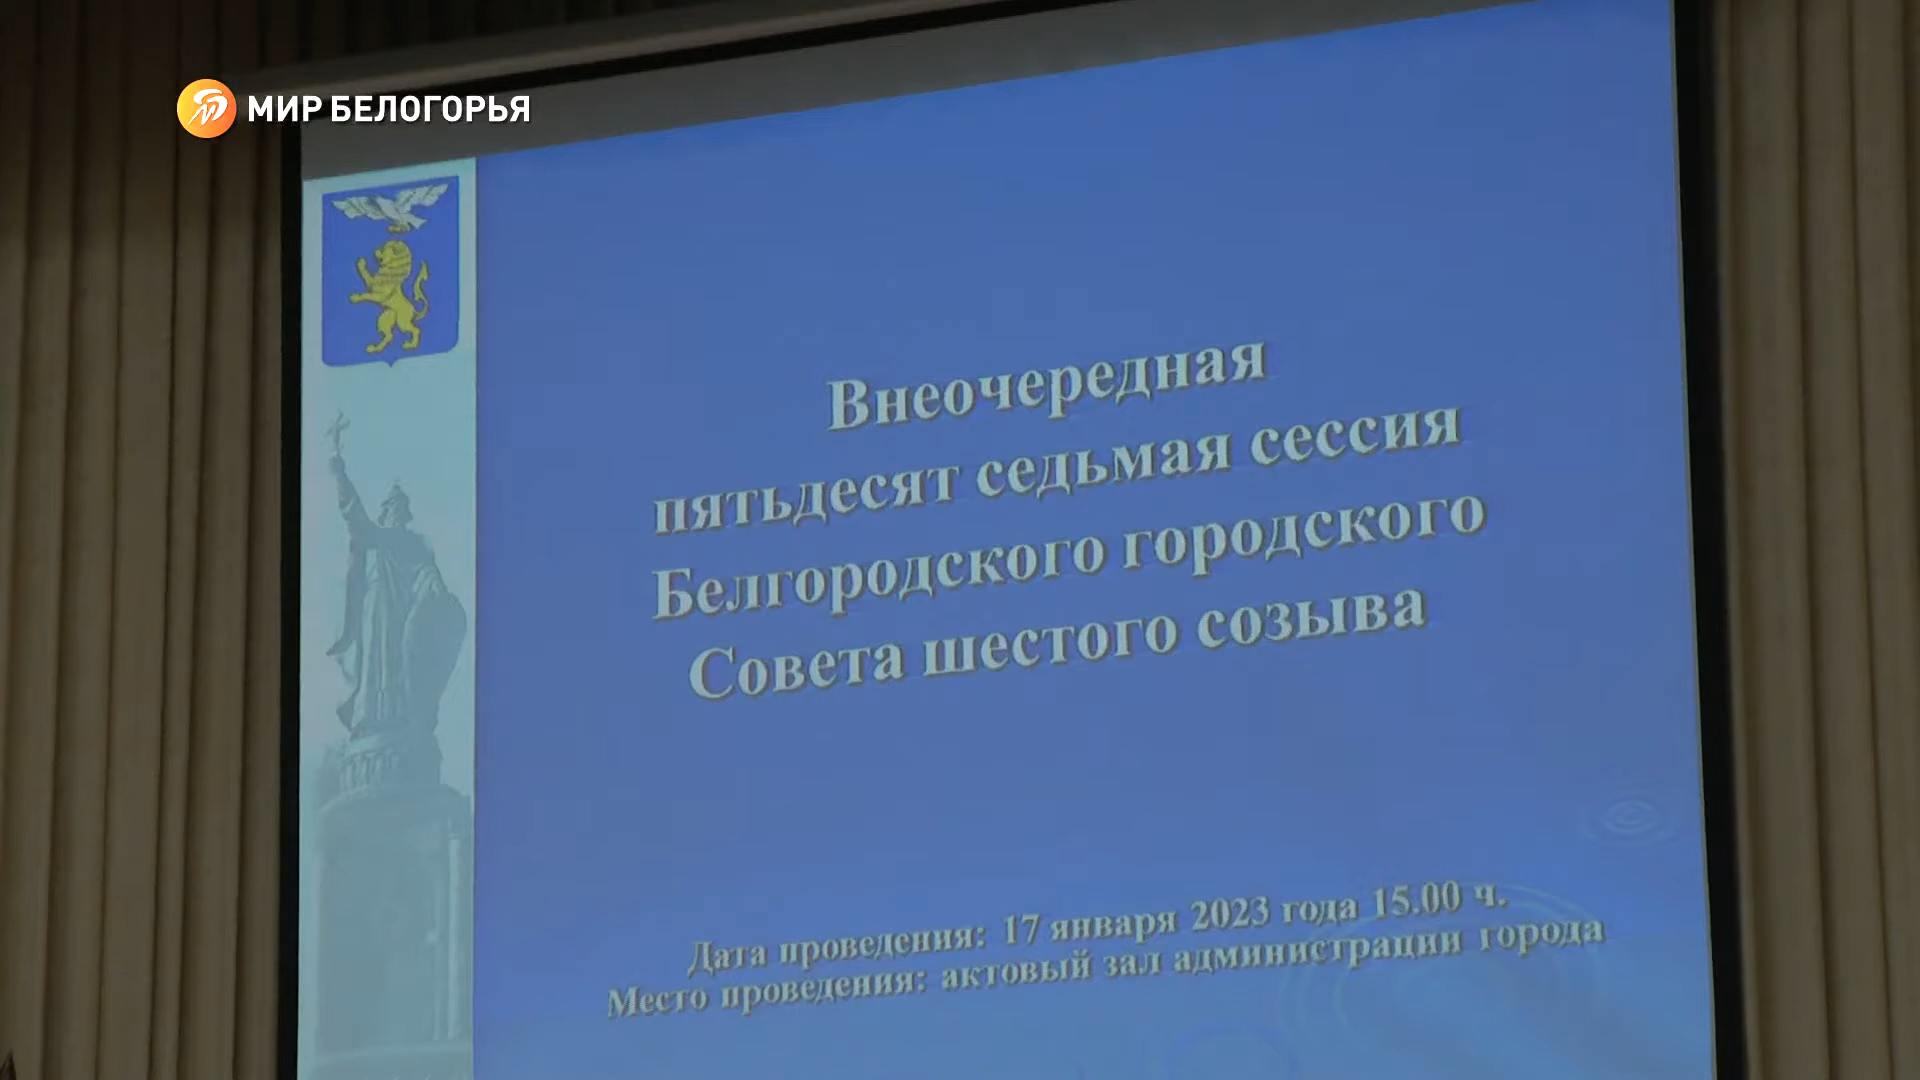 МИР БЕЛОГОРЬЯ
Внеочередная
пятьдесят седьмая сессия
Белгородского городского
Совета шестого созыва
Дата проведения: 17 января 2023 года 15.00 ч.
Место проведения: актовый зал администрации города